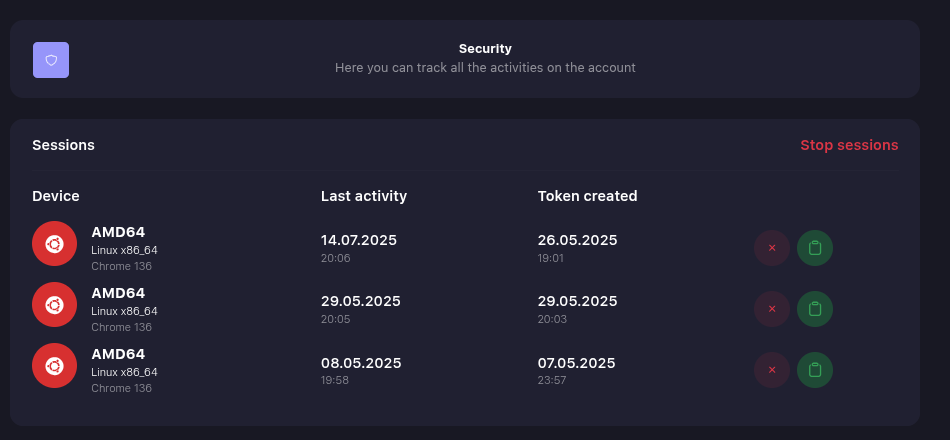 Security
Here you can track all the activities on the account
Sessions
Stop sessions
Device
Last activity
Token created
AMD64
Linux x86_64
Chrome 136
14.07.2025
20:06
26.05.2025
19:01
AMD64
Linux x86_64
Chrome 136
29.05.2025
20:05
29.05.2025
20:03
AMD64
Linux x86_64
Chrome 136
08.05.2025
19:58
07.05.2025
23:57